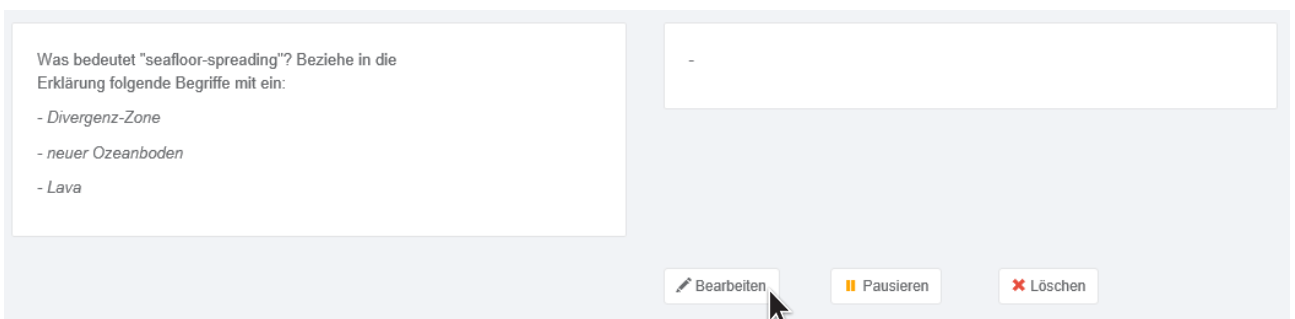 Was bedeutet "seafloor-spreading"? Beziehe in die
Erklärung folgende Begriffe mit ein:
- Divergenz-Zone
- neuer Ozeanboden
- Lava
-
Bearbeiten
Pausieren
Löschen